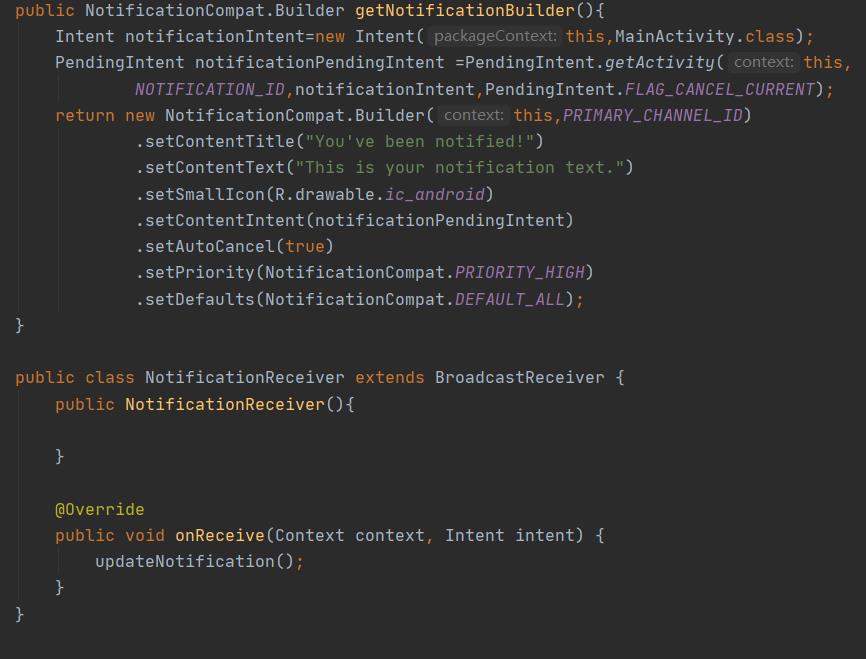 public NotificationCompat.Builder getNotificationBuilder(){
Intent notificationIntent=new Intent( packageContext: this,MainActivity.class);
PendingIntent notificationPendingIntent =PendingIntent.getActivity( context: this,
NOTIFICATION_ID,notificationIntent,PendingIntent.FLAG_CANCEL_CURRENT);
return new NotificationCompat.Builder( context: this,PRIMARY_CHANNEL_ID)
.setContentTitle("You've been notified!")
.setContentText("This is your notification text.")
.setSmallIcon(R.drawable.ic_android)
.setContentIntent(notificationPendingIntent)
.setAutoCancel(true)
.setPriority(NotificationCompat.PRIORITY_HIGH)
.setDefaults(NotificationCompat.DEFAULT_ALL);
}
public class NotificationReceiver extends BroadcastReceiver {
public NotificationReceiver(){
}
@Override
public void onReceive(Context context, Intent intent) {
updateNotification();
}
}